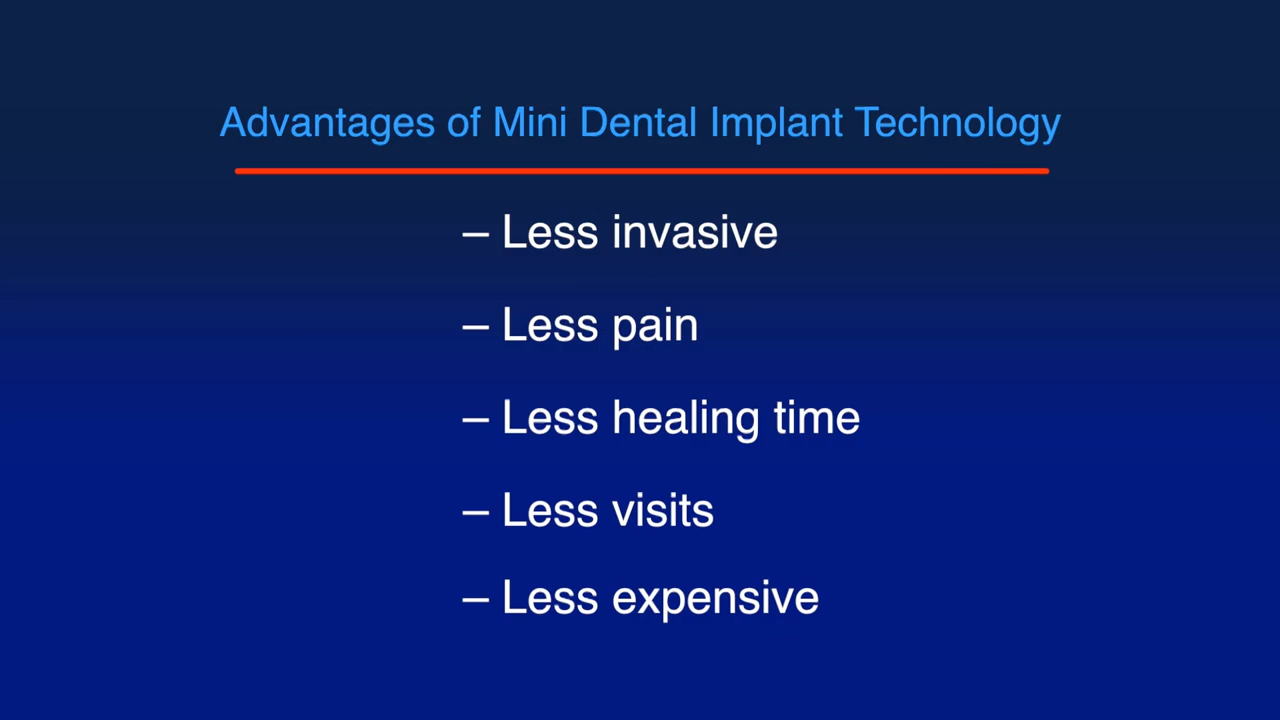 Advantages of Mini Dental Implant Technology
– Less invasive
– Less pain
– Less healing time
– Less visits
– Less expensive